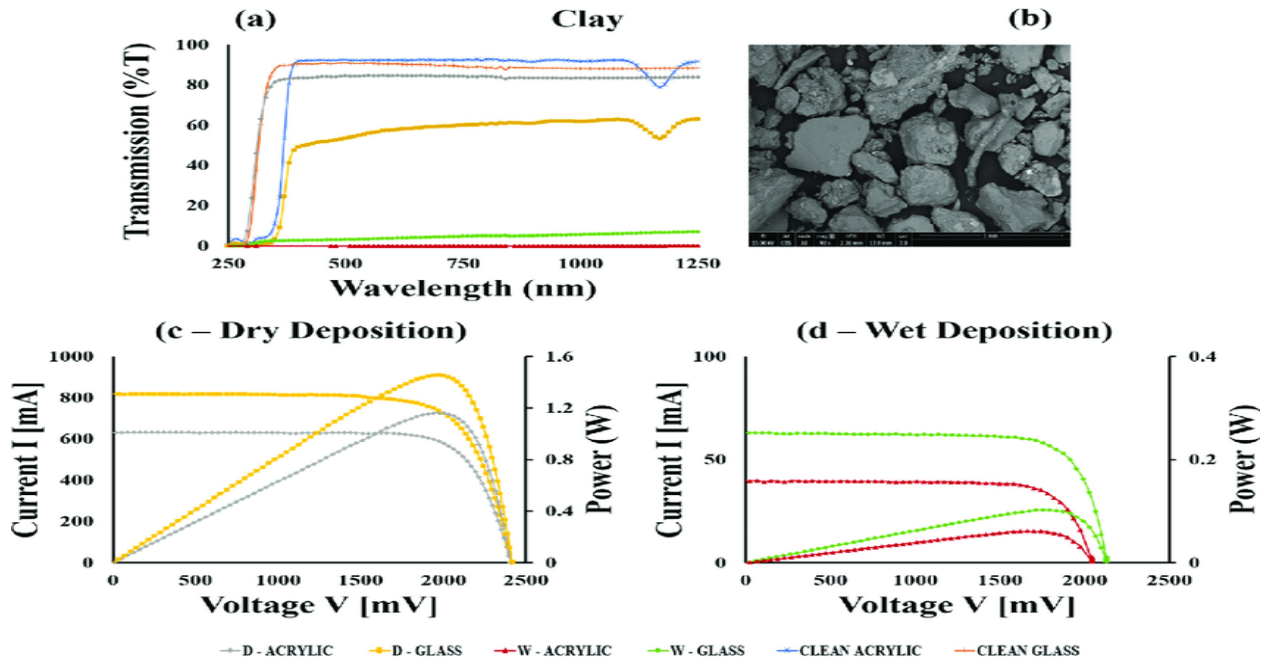 (a) Clay (b)
Transmission (%T)
100
80
60
40
20
0
250 500 750 1000 1250
Wavelength (nm)
(c – Dry Deposition)
Current I [mA]
1000
800
600
400
200
0
1.6
1.2
0.8
0.4
0
Power (W)
0 500 1000 1500 2000 2500
Voltage V [mV]
(d – Wet Deposition)
Current I [mA]
100
50
0
0.4
0.2
0
Power (W)
0 500 1000 1500 2000 2500
Voltage V [mV]
D - ACRYLIC D - GLASS W - ACRYLIC W - GLASS CLEAN ACRYLIC CLEAN GLASS